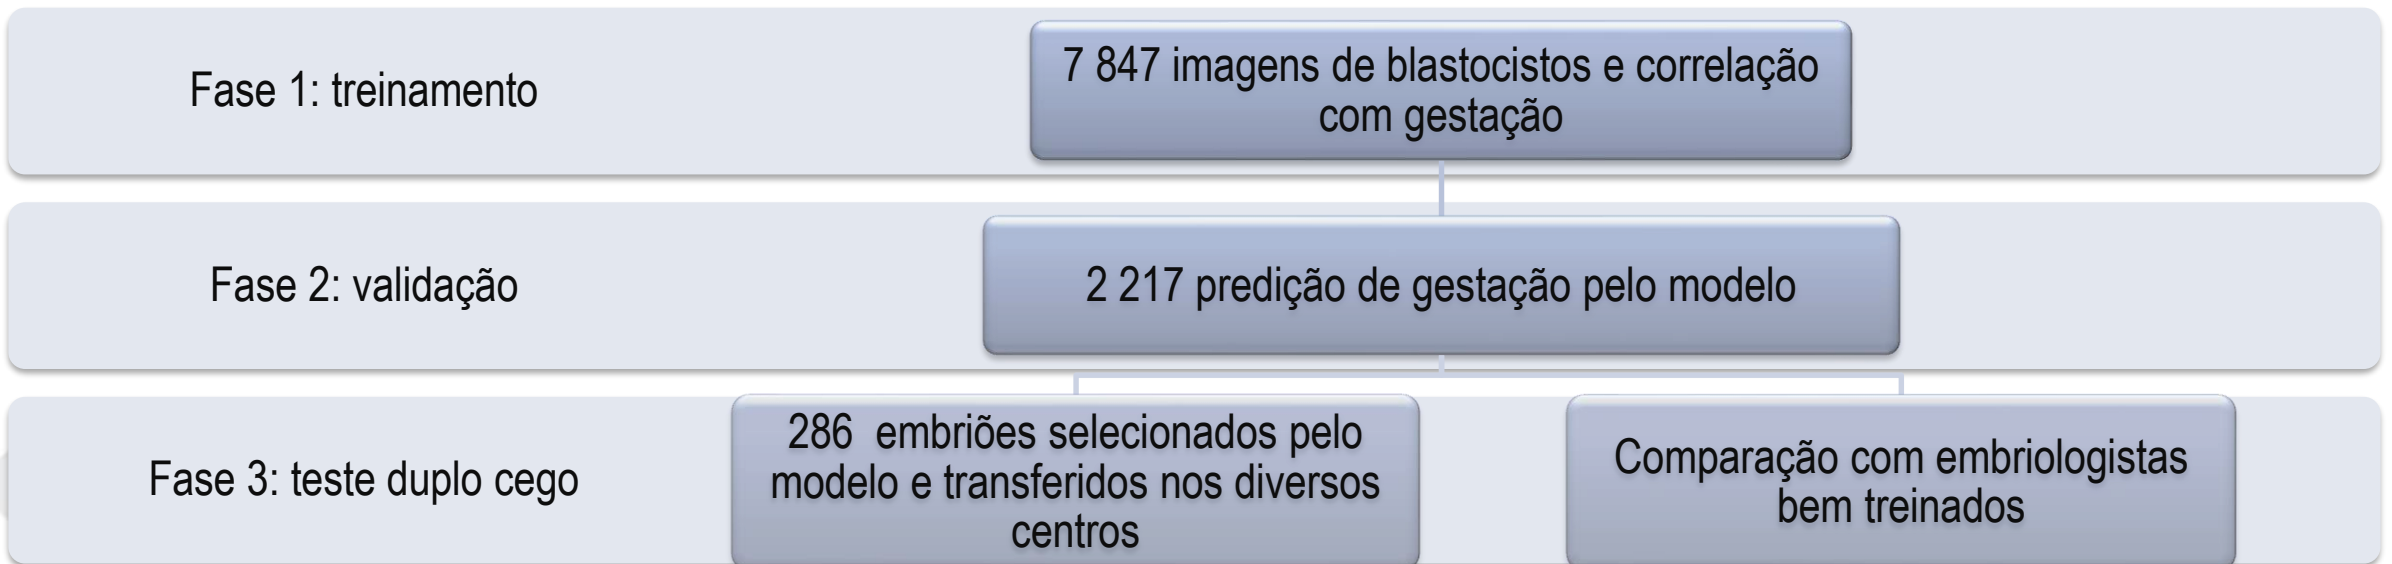 Fase 1: treinamento
7 847 imagens de blastocistos e correlação
com gestação
Fase 2: validação
2 217 predição de gestação pelo modelo
Fase 3: teste duplo cego
286 embriões selecionados pelo
modelo e transferidos nos diversos
centros
Comparação com embriologistas
bem treinados